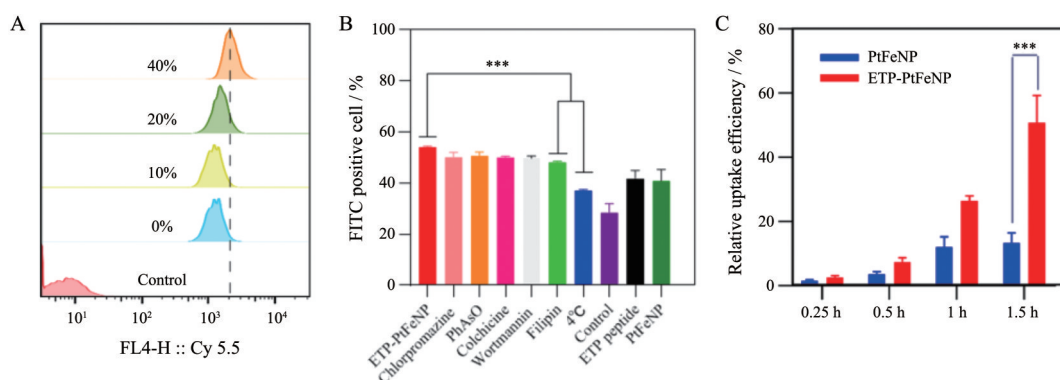 A
40%
20%
10%
0%
Control
10¹ 10² 10³ 10⁴
FL4-H :: Cy 5.5
B
FITC positive cell / %
100
80
60
40
20
0
***
ETP-PtFeNP
Chlorpromazine
PhAsO
Colchicine
Wortmannin
Filipin
4℃
Control
ETP peptide
PtFeNP
C
Relative uptake efficiency / %
80
60
40
20
0
PtFeNP
ETP-PtFeNP
***
0.25 h 0.5 h 1 h 1.5 h